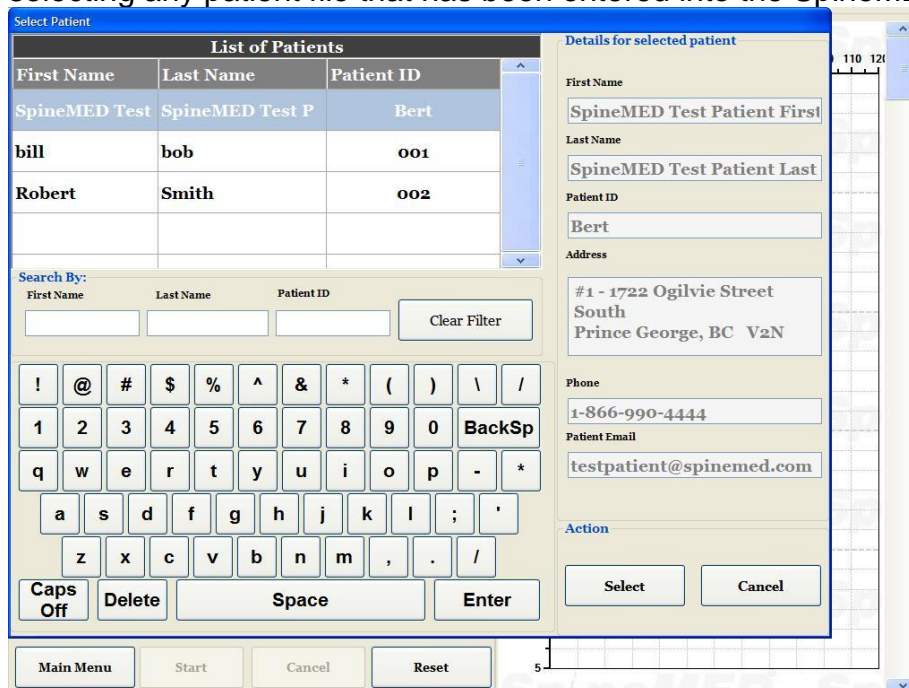 selecting any patient file that has been entered into the
Select Patient
List of Patients
First Name Last Name Patient ID
SpineMED Test SpineMED Test P Bert
bill bob 001
Robert Smith 002
Search By:
First Name Last Name Patient ID
Clear Filter
! @ # $ % ^ & * ( ) \ /
1 2 3 4 5 6 7 8 9 0 BackSp
q w e r t y u i o p - *
a s d f g h j k l ; '
z x c v b n m , . /
Caps Off Delete Space Enter
Details for selected patient
First Name
SpineMED Test Patient First
Last Name
SpineMED Test Patient Last
Patient ID
Bert
Address
#1 - 1722 Ogilvie Street
South
Prince George, BC V2N
Phone
1-866-990-4444
Patient Email
testpatient@spinemed.com
Action
Select Cancel
110 120
5
Main Menu Start Cancel Reset